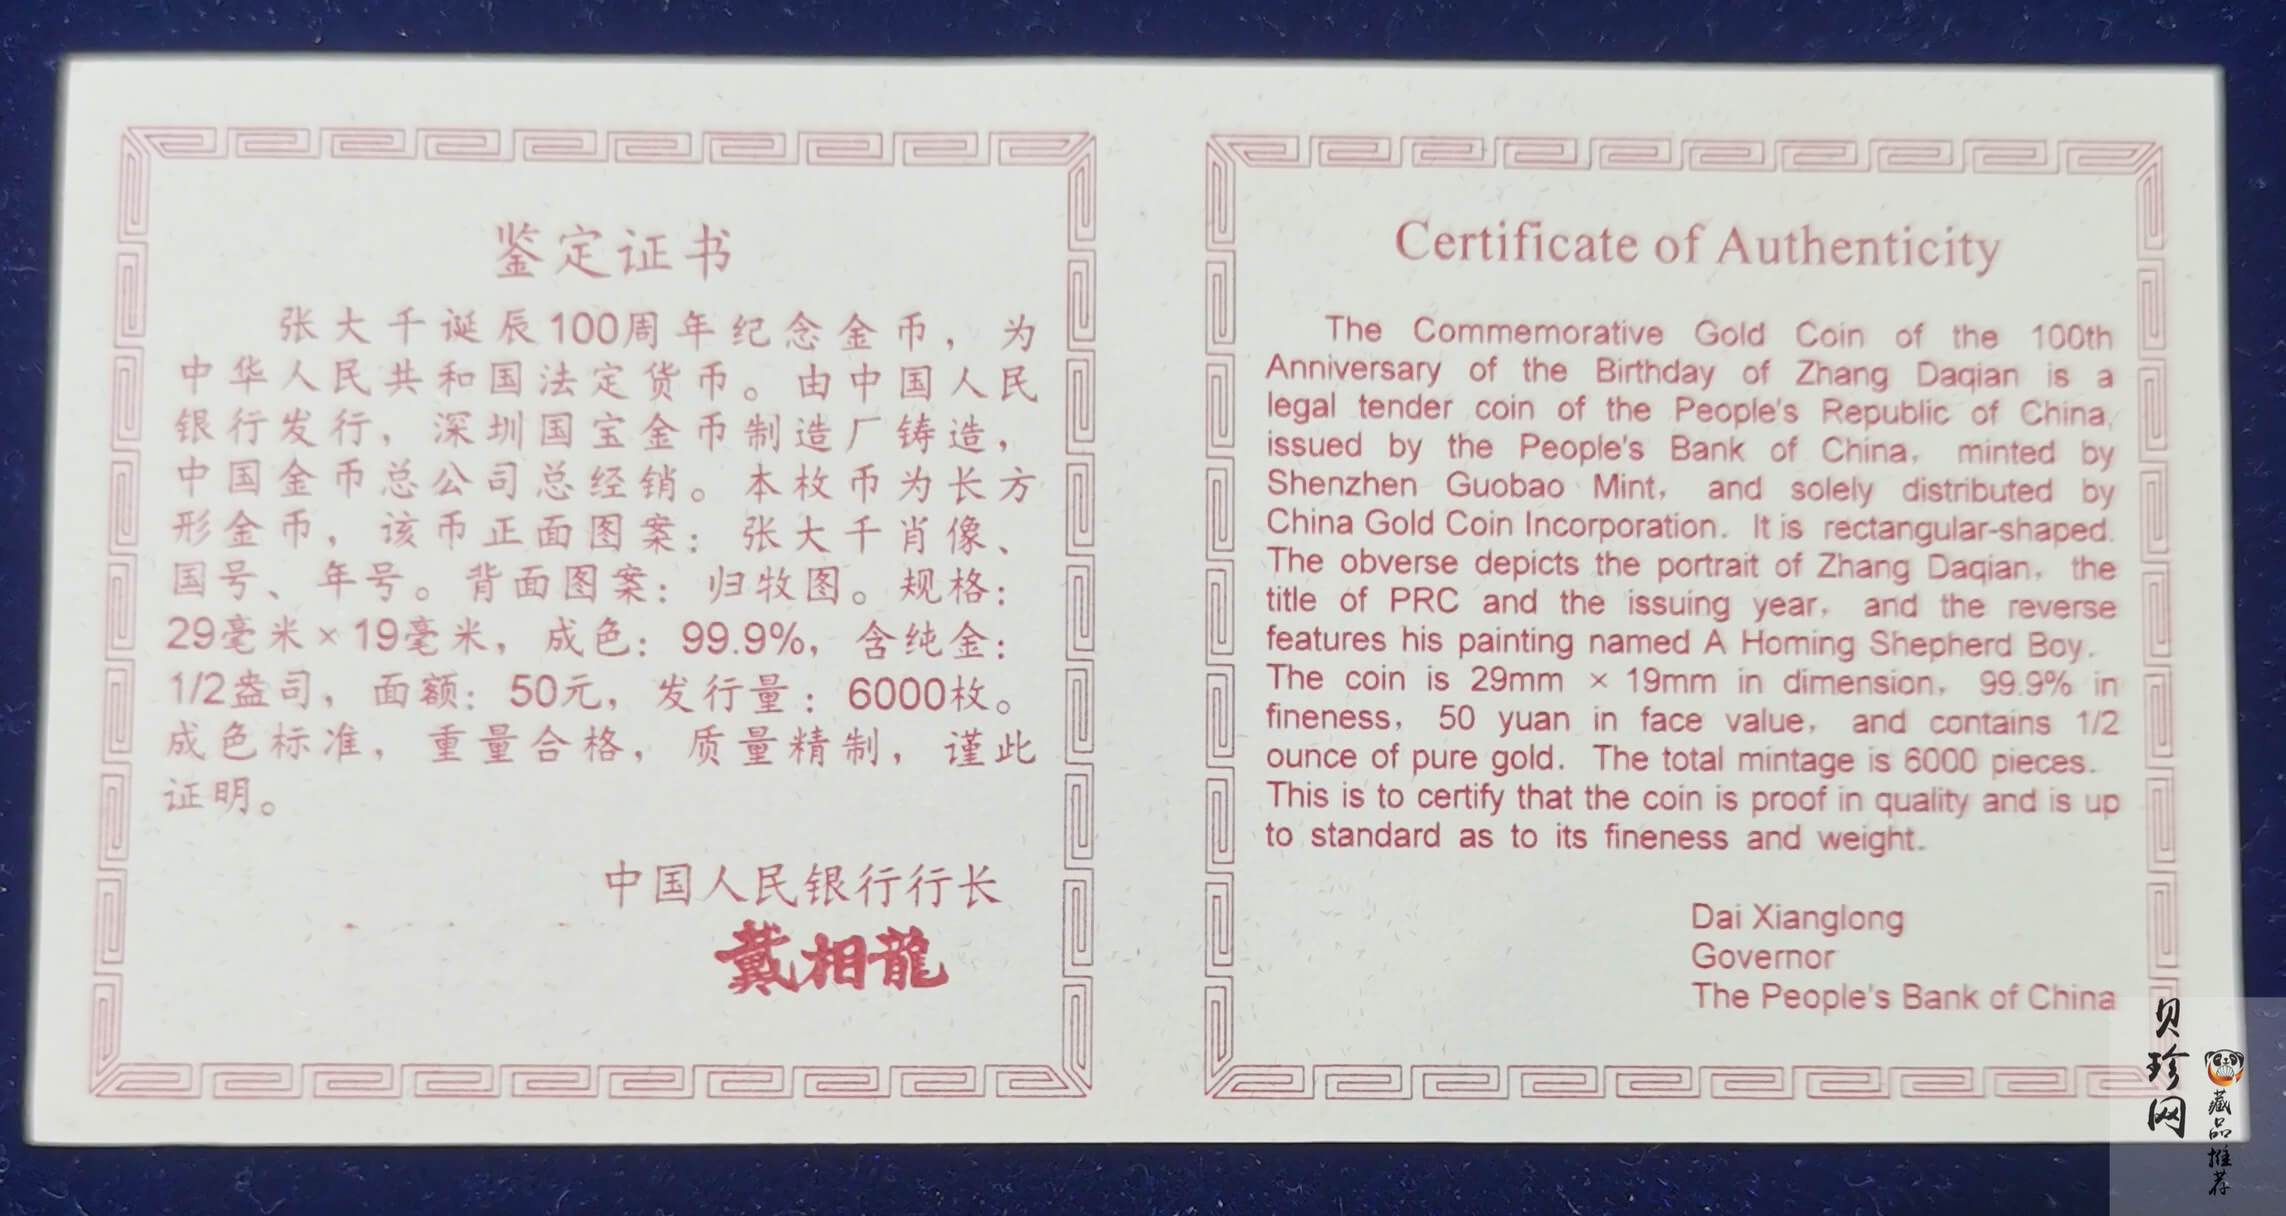 鉴定证书
张大千诞辰100周年纪念金币，为
中华人民共和国法定货币。由中国人民
银行发行，深圳国宝金币制造厂铸造，
中国金币总公司总经销。本枚币为长方
形金币，该币正面图案：张大千肖像、
国号、年号。背面图案：归牧图。规格：
29毫米×19毫米，成色：99.9%，含纯金：
1/2盎司，面额：50元，发行量：6000枚。
成色标准，重量合格，质量精制，谨此
证明。
中国人民银行行长
戴相龍
Certificate of Authenticity
The Commemorative Gold Coin of the 100th
Anniversary of the Birthday of Zhang Daqian is a
legal tender coin of the People's Republic of China,
issued by the People's Bank of China, minted by
Shenzhen Guobao Mint, and solely distributed by
China Gold Coin Incorporation. It is rectangular-shaped.
The obverse depicts the portrait of Zhang Daqian, the
title of PRC and the issuing year, and the reverse
features his painting named A Homing Shepherd Boy.
The coin is 29mm × 19mm in dimension, 99.9% in
fineness, 50 yuan in face value, and contains 1/2
ounce of pure gold. The total mintage is 6000 pieces.
This is to certify that the coin is proof in quality and is up
to standard as to its fineness and weight.
Dai Xianglong
Governor
The People's Bank of China
贝珍网
藏品推荐